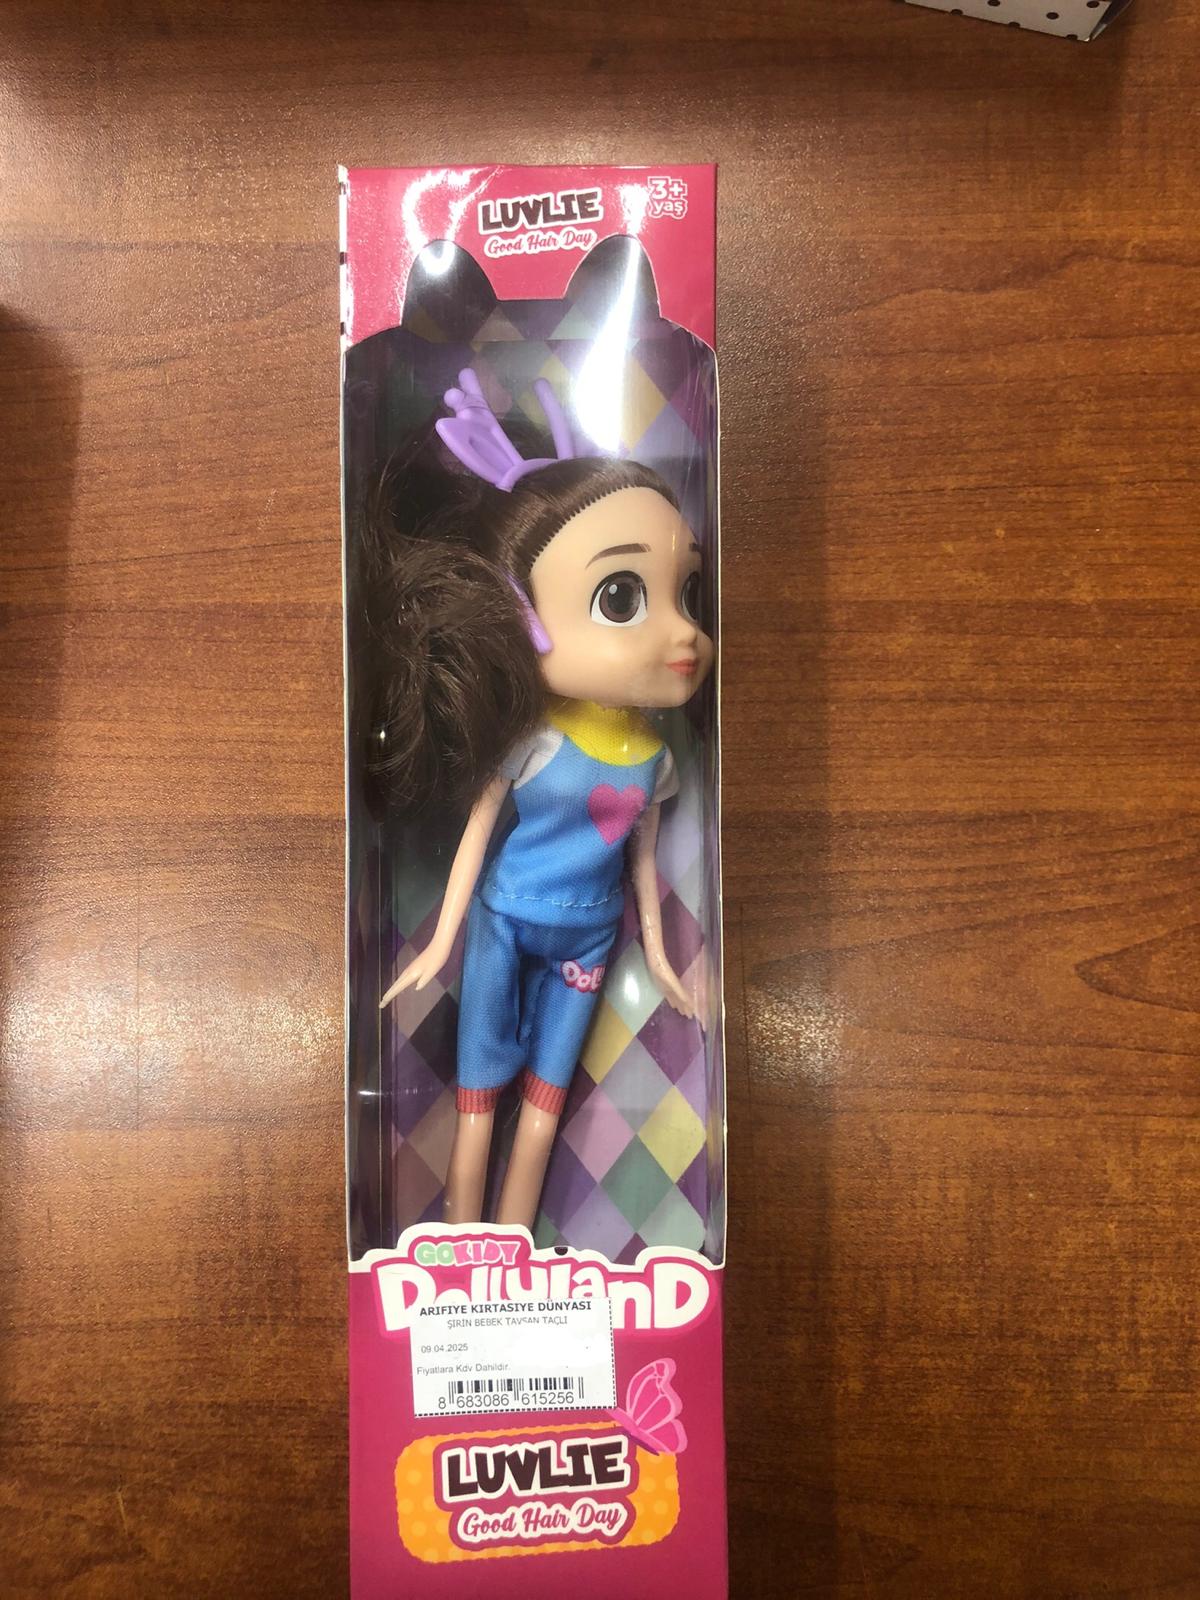 LUVLIE
Good Hair Day
3+
yaş
GOKIDY
DollylanD
ARIFIYE KIRTASIYE DÜNYASI
ŞIRIN BEBEK TAVŞAN TAÇLI
09.04.2025
Fiyatlara Kdv Dahildir.
8 683086 615256
LUVLIE
Good Hair Day